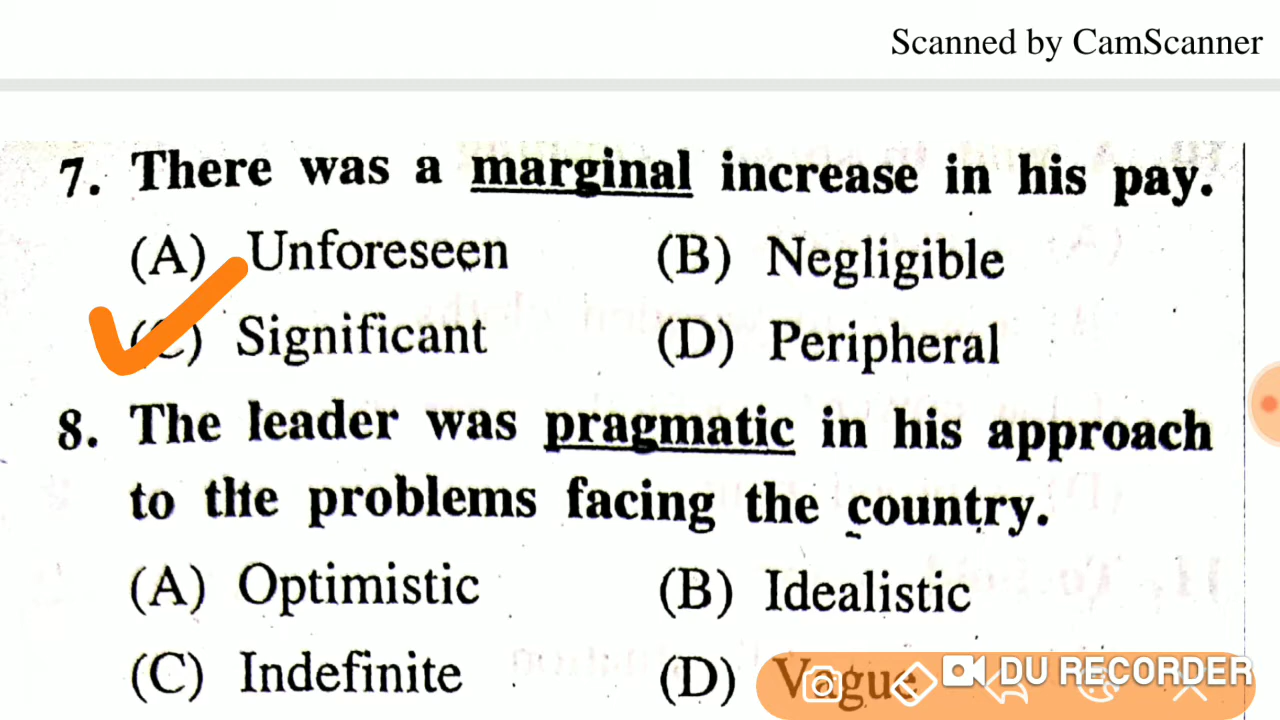 Scanned by CamScanner
7. There was a marginal increase in his pay.
(A) Unforeseen (B) Negligible
(C) Significant (D) Peripheral
8. The leader was pragmatic in his approach
to the problems facing the country.
(A) Optimistic (B) Idealistic
(C) Indefinite (D) Vague
DU RECORDER